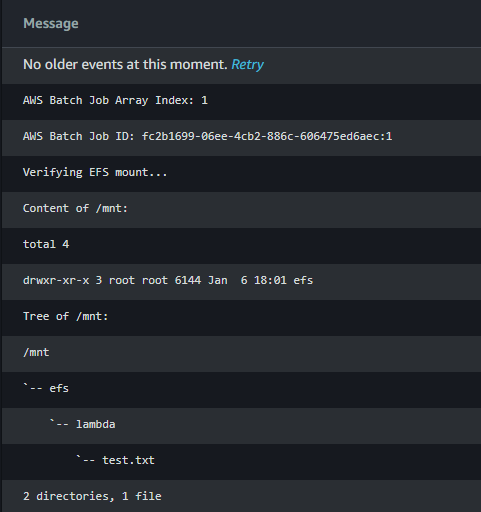 Message
No older events at this moment. Retry
AWS Batch Job Array Index: 1
AWS Batch Job ID: fc2b1699-06ee-4cb2-886c-606475ed6aec:1
Verifying EFS mount...
Content of /mnt:
total 4
drwxr-xr-x 3 root root 6144 Jan  6 18:01 efs
Tree of /mnt:
/mnt
`-- efs
    `-- lambda
        `-- test.txt
2 directories, 1 file